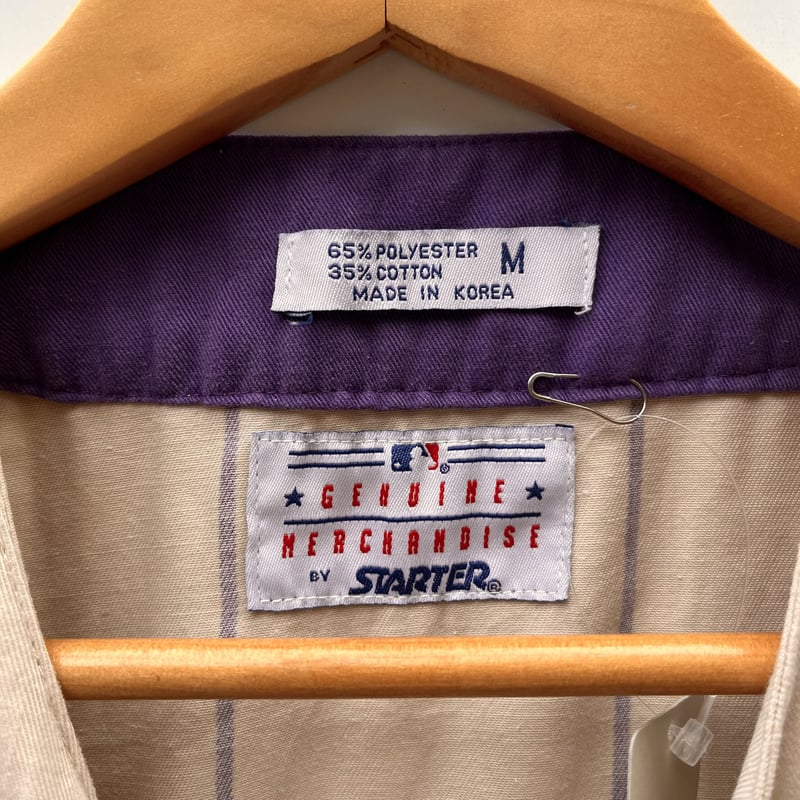 65% POLYESTER M
35% COTTON
MADE IN KOREA
GENUINE
MERCHANDISE
BY STARTER®